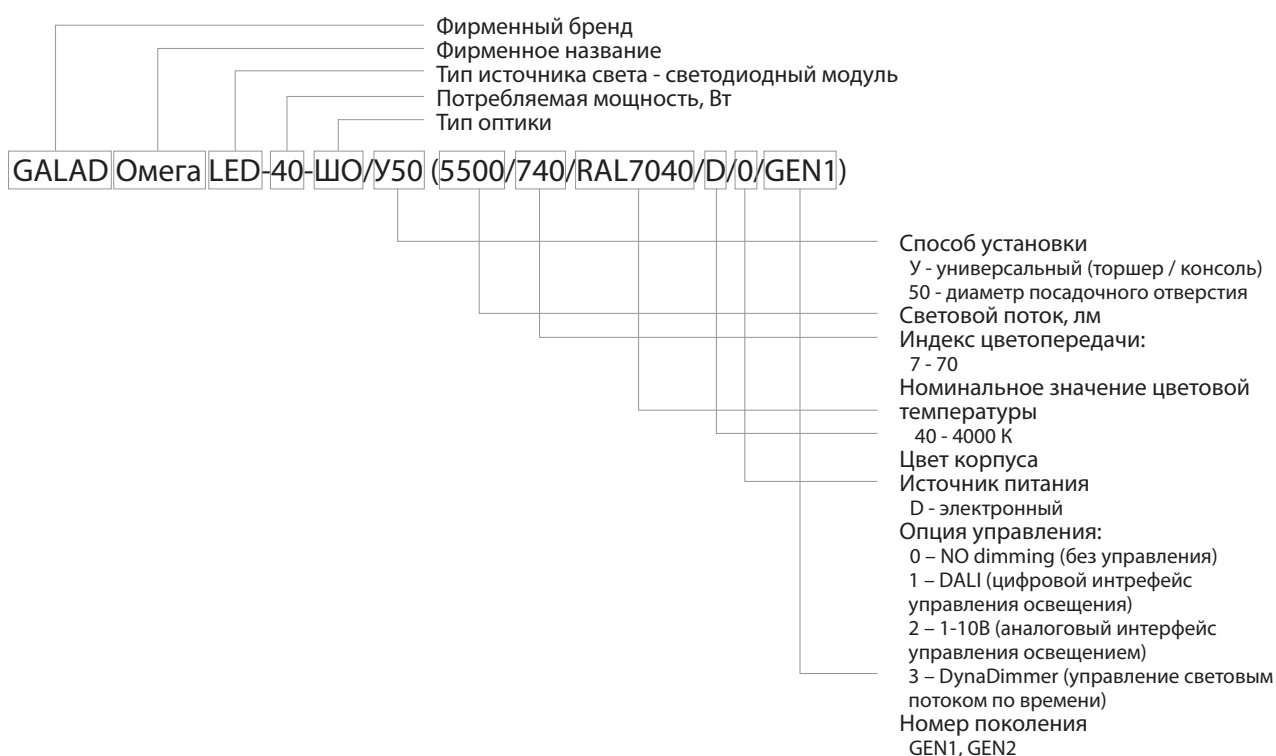 Фирменный бренд
Фирменное название
Тип источника света - светодиодный модуль
Потребляемая мощность, Вт
Тип оптики
GALAD Омега LED-40-ШО/У50 (5500/740/RAL7040/D/0/GEN1)
Способ установки
У - универсальный (торшер / консоль)
50 - диаметр посадочного отверстия
Световой поток, лм
Индекс цветопередачи:
7 - 70
Номинальное значение цветовой
температуры
40 - 4000 К
Цвет корпуса
Источник питания
D - электронный
Опция управления:
0 – NO dimming (без управления)
1 – DALI (цифровой интрефейс
управления освещения)
2 – 1-10В (аналоговый интерфейс
управления освещением)
3 – DynaDimmer (управление световым
потоком по времени)
Номер поколения
GEN1, GEN2